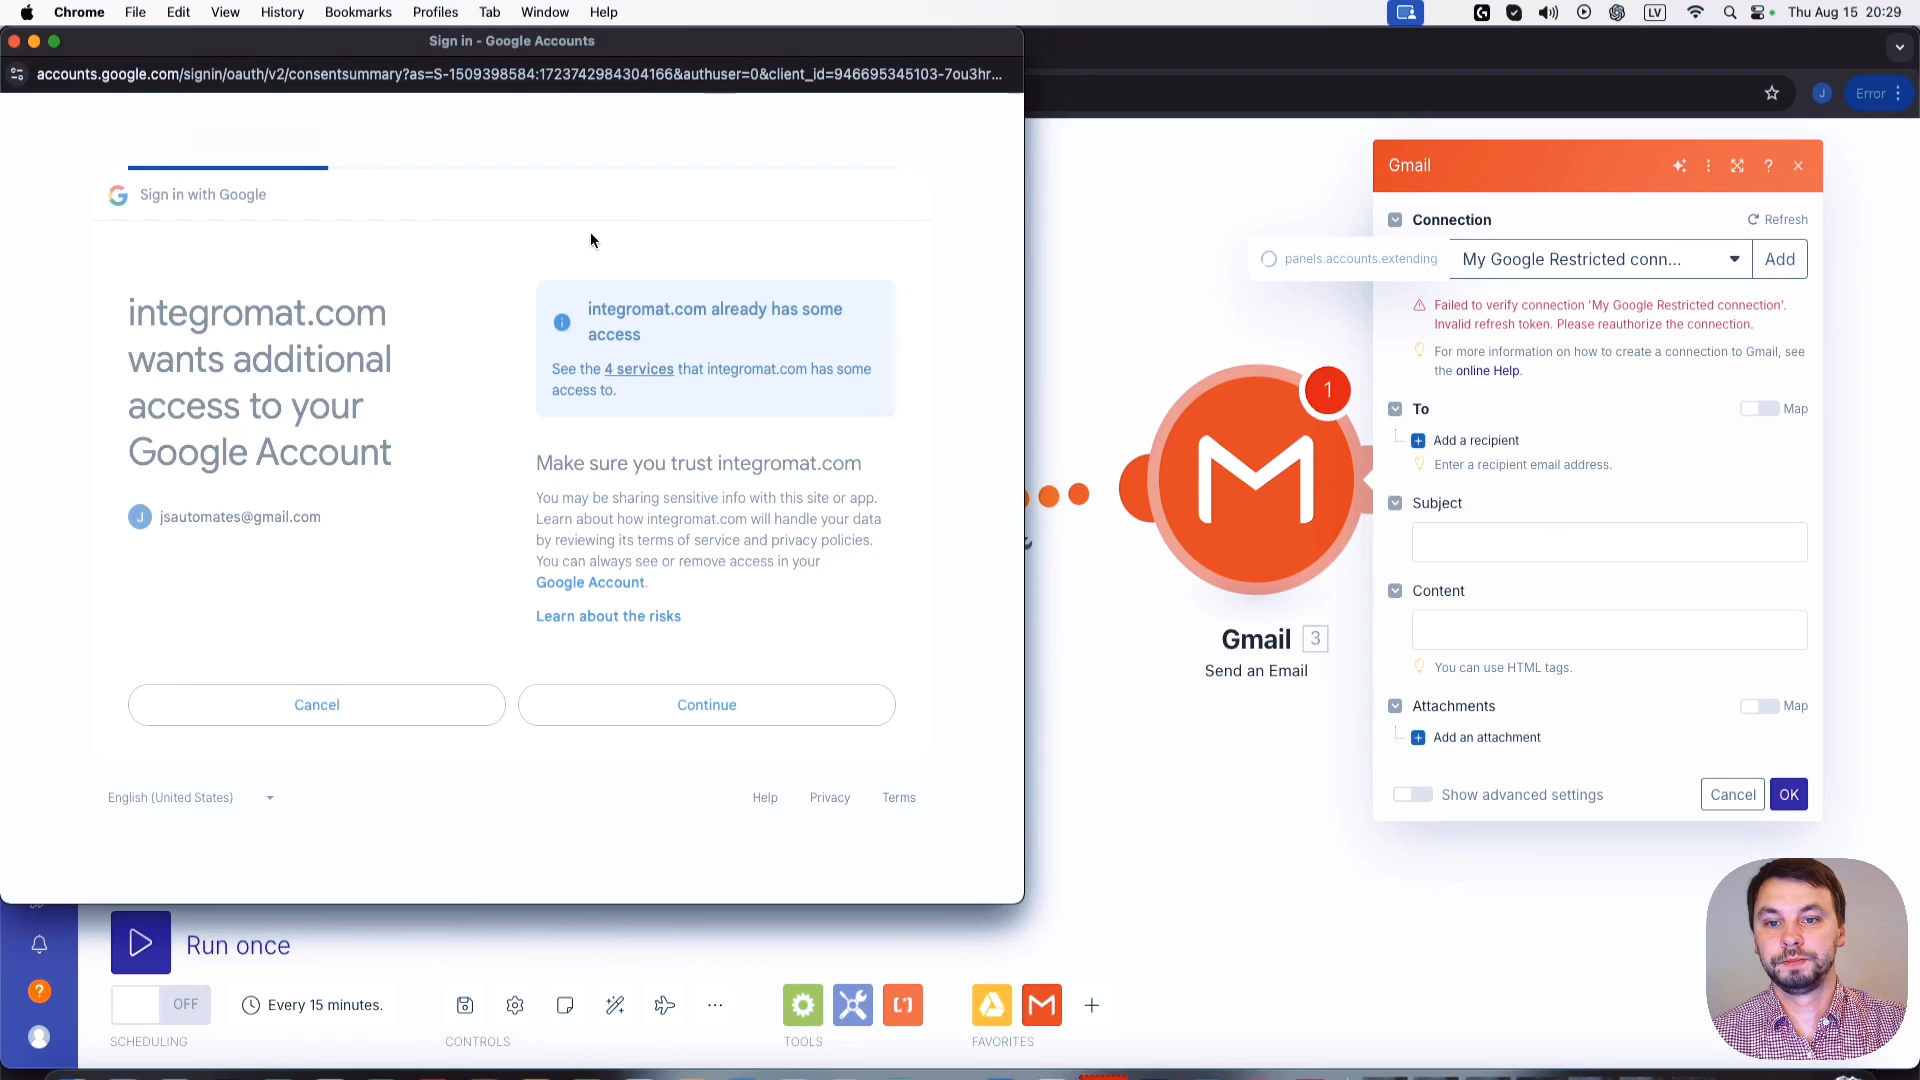 Chrome File Edit View History Bookmarks Profiles Tab Window Help LV Thu Aug 15 20:29
Sign in - Google Accounts
accounts.google.com/signin/oauth/v2/consentsummary?as=S-1509398584:1723742984304166&authuser=0&client_id=946695345103-7ou3hr...
J Error
Sign in with Google
integromat.com
wants additional
access to your
Google Account
J jsautomates@gmail.com
integromat.com already has some
access
See the 4 services that integromat.com has some
access to.
Make sure you trust integromat.com
You may be sharing sensitive info with this site or app.
Learn about how integromat.com will handle your data
by reviewing its terms of service and privacy policies.
You can always see or remove access in your
Google Account.
Learn about the risks
Cancel Continue
English (United States) Help Privacy Terms
1
Gmail 3
Send an Email
Gmail ?
Connection Refresh
panels.accounts.extending My Google Restricted conn... Add
Failed to verify connection 'My Google Restricted connection'.
Invalid refresh token. Please reauthorize the connection.
For more information on how to create a connection to Gmail, see
the online Help.
To Map
Add a recipient
Enter a recipient email address.
Subject
Content
You can use HTML tags.
Attachments Map
Add an attachment
Show advanced settings Cancel OK
Run once
?
OFF Every 15 minutes. ...
SCHEDULING CONTROLS TOOLS FAVORITES